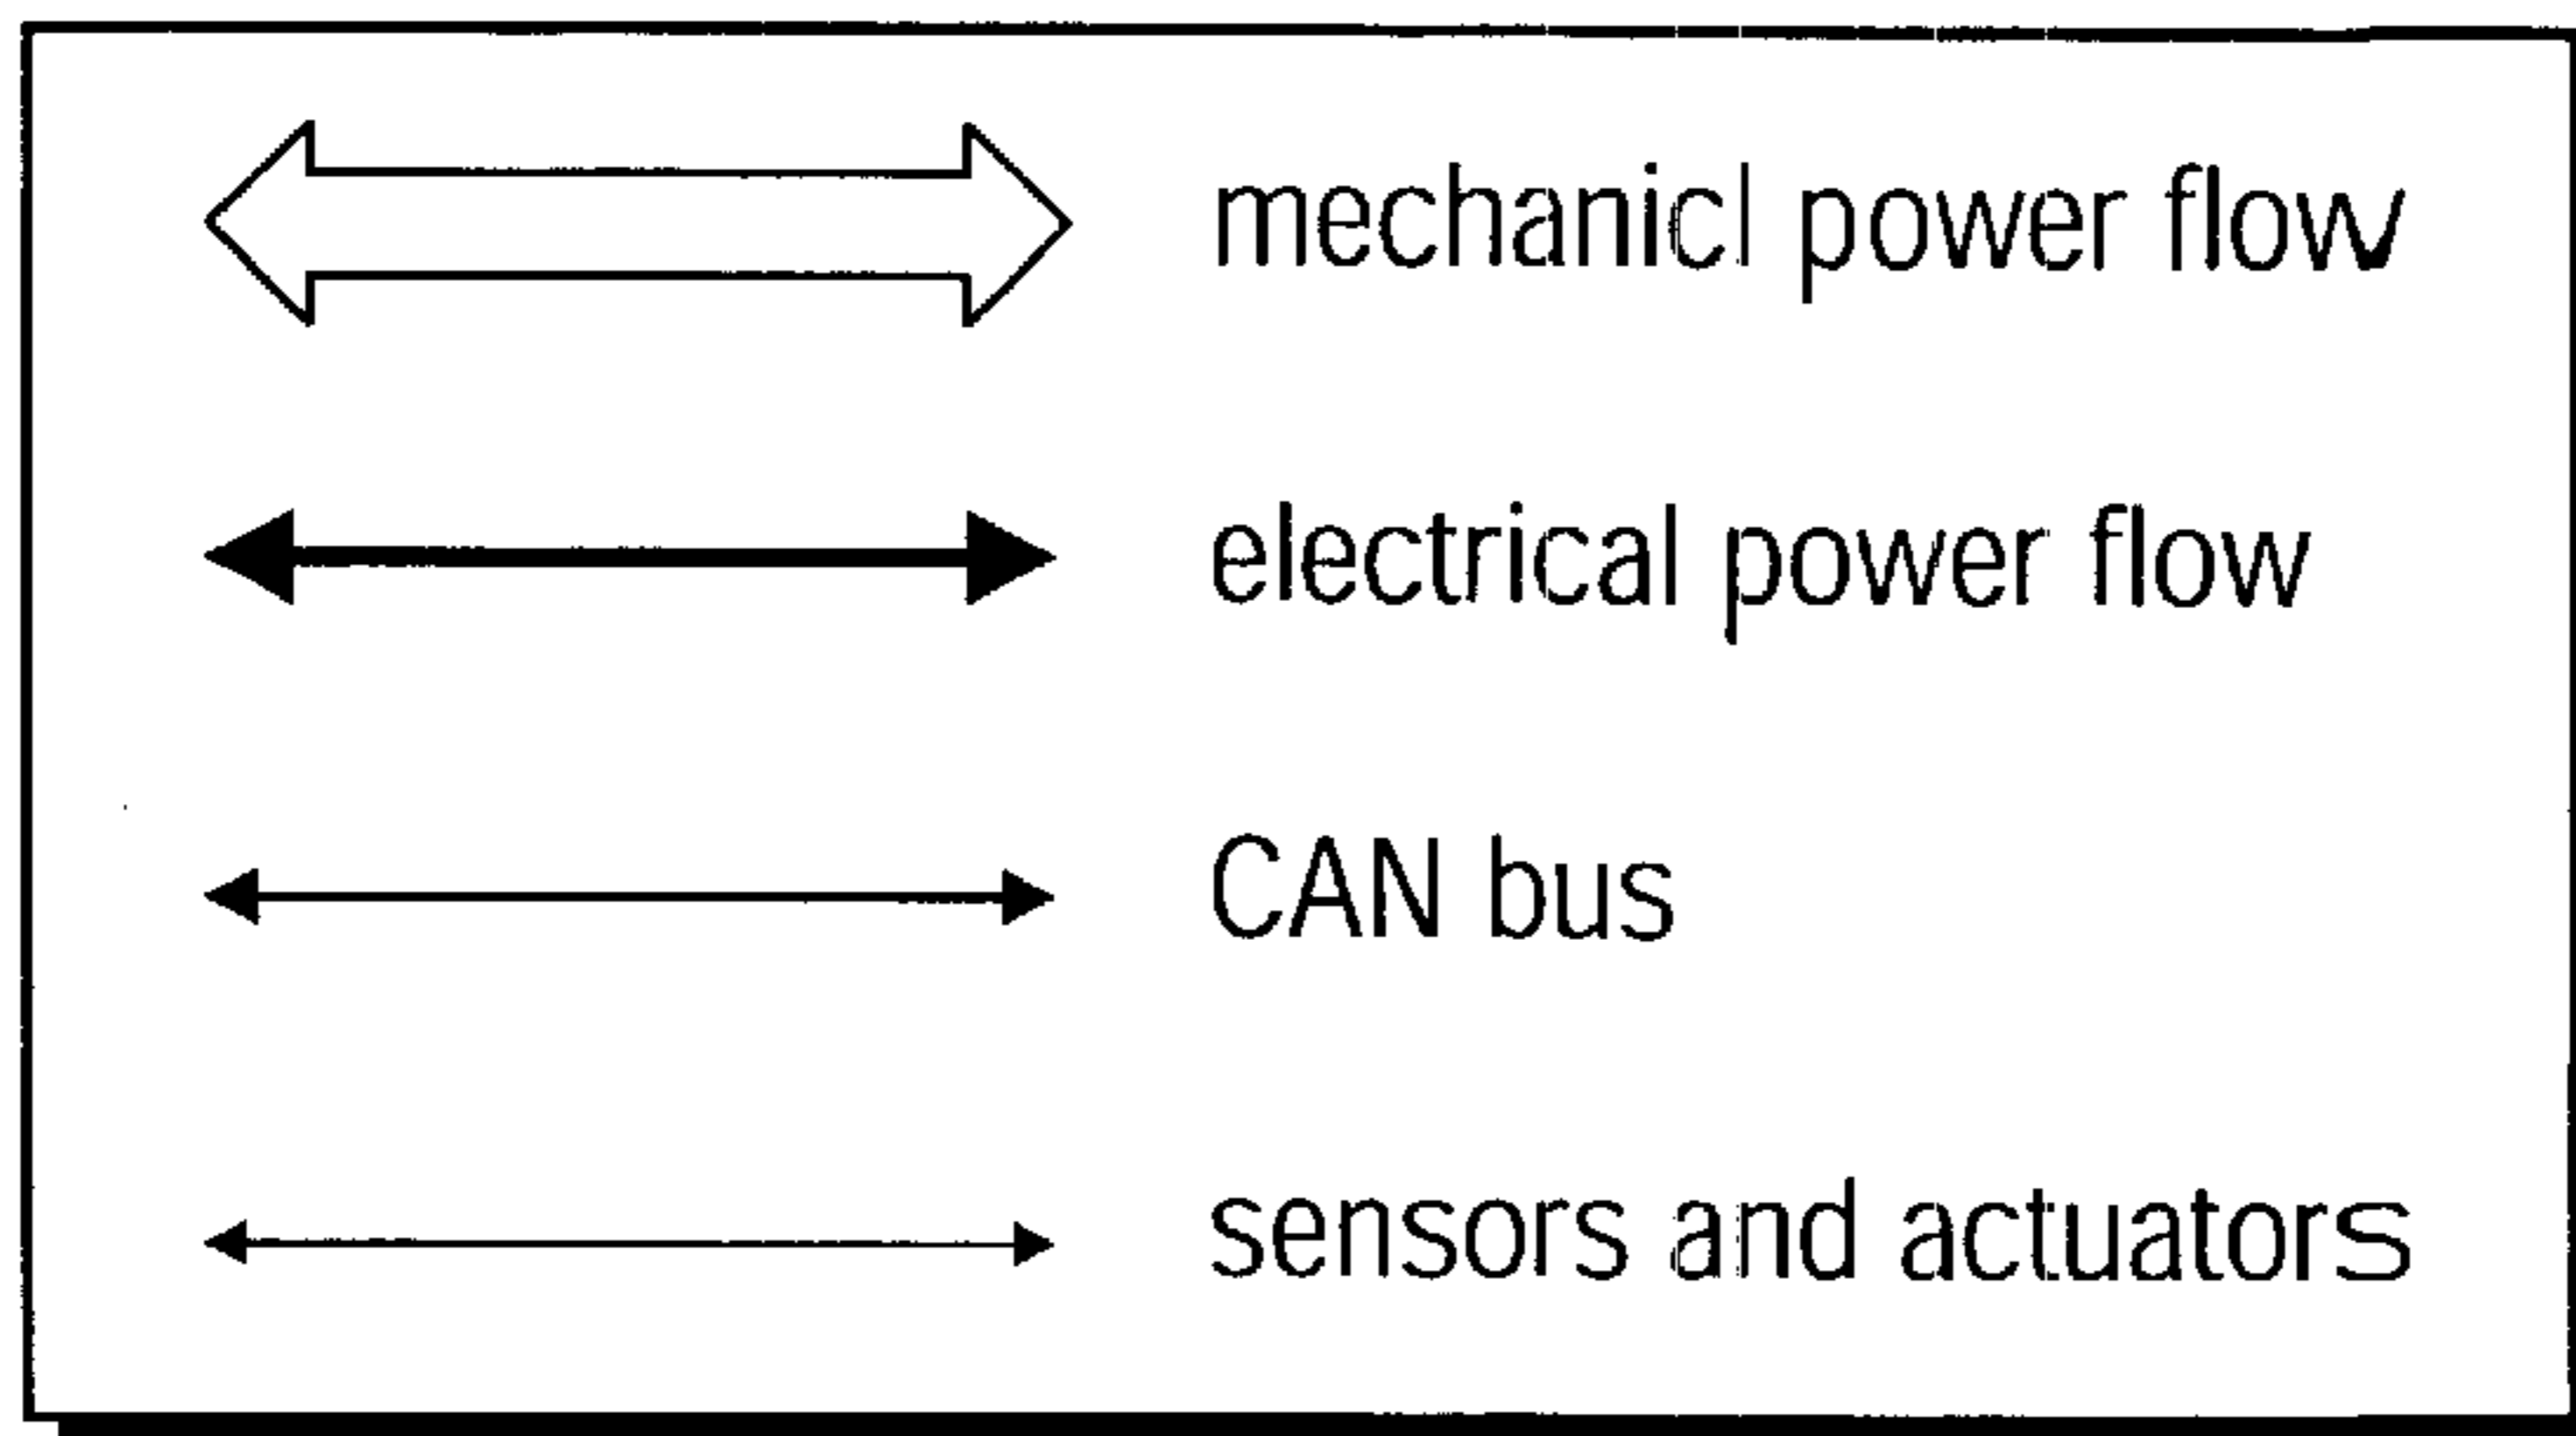 mechanicl power flow
electrical power flow
CAN bus
sensors and actuators